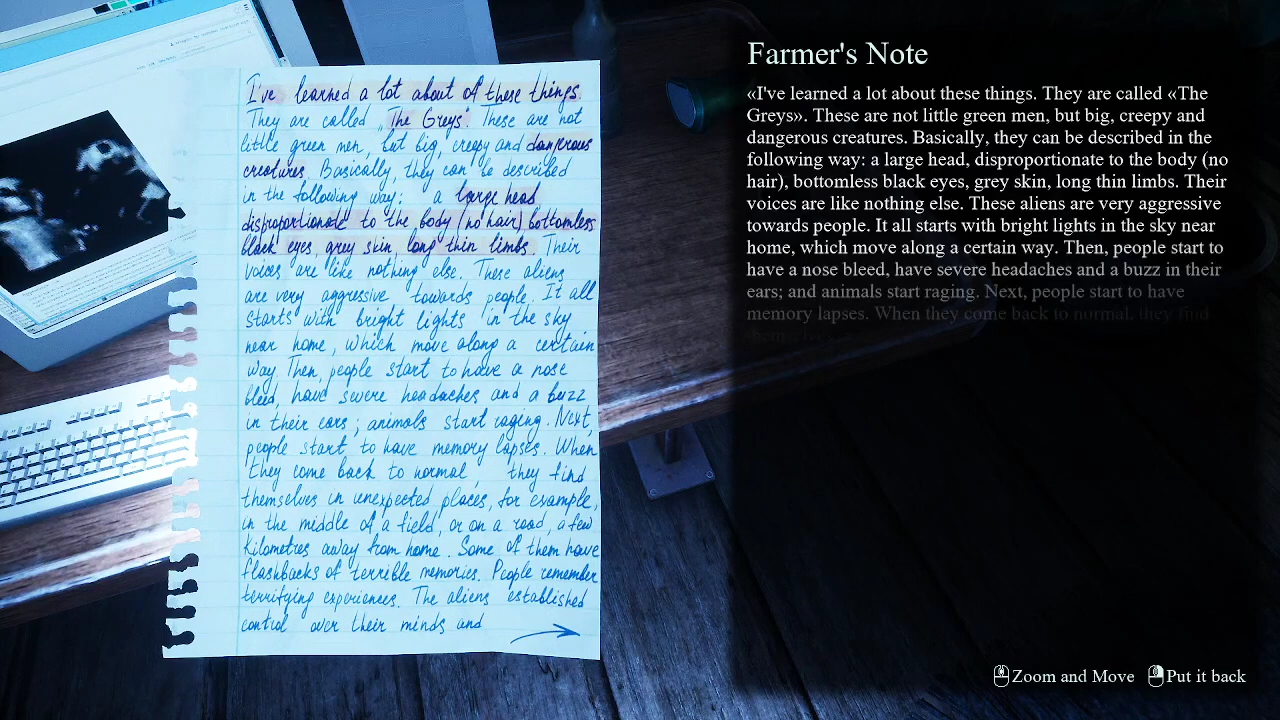 I've learned a lot about of these things.
They are called „The Greys". These are not
little green men, but big, creepy and dangerous
creatures. Basically, they can be described
in the following way: a large head,
disproportionate to the body (no hair), bottomless
black eyes, grey skin, long thin limbs. Their
voices are like nothing else. These aliens
are very aggressive towards people. It all
starts with bright lights in the sky
near home, which move along a certain
way. Then, people start to have a nose
bleed, have severe headaches and a buzz
in their ears; animals start raging. Next,
people start to have memory lapses. When
they come back to normal, they find
themselves in unexpected places, for example,
in the middle of a field, or on a road, a few
kilometres away from home. Some of them have
flashbacks of terrible memories. People remember
terrifying experiences. The aliens established
control over their minds and
Farmer's Note
«I've learned a lot about these things. They are called «The
Greys». These are not little green men, but big, creepy and
dangerous creatures. Basically, they can be described in the
following way: a large head, disproportionate to the body (no
hair), bottomless black eyes, grey skin, long thin limbs. Their
voices are like nothing else. These aliens are very aggressive
towards people. It all starts with bright lights in the sky near
home, which move along a certain way. Then, people start to
have a nose bleed, have severe headaches and a buzz in their
ears; and animals start raging. Next, people start to have
memory lapses. When they come back to normal, they find
Zoom and Move Put it back